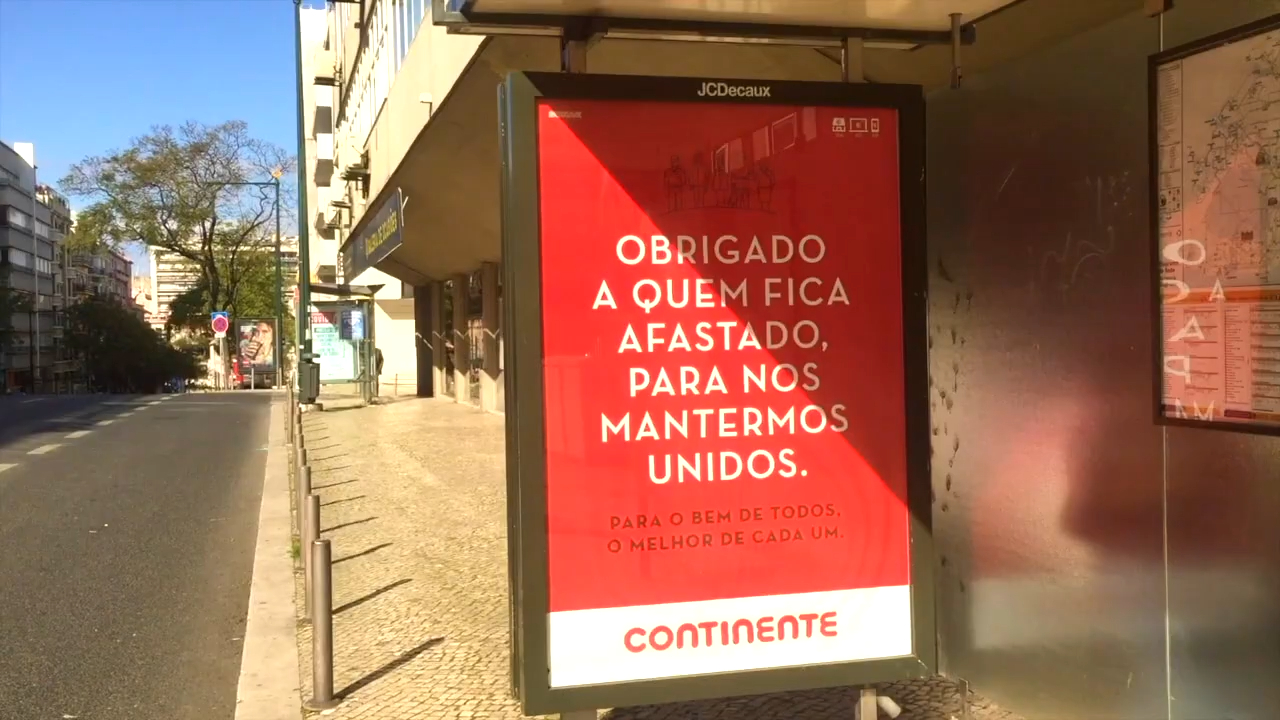 JCDecaux
OBRIGADO
A QUEM FICA
AFASTADO,
PARA NOS
MANTERMOS
UNIDOS.
PARA O BEM DE TODOS,
O MELHOR DE CADA UM.
CONTINENTE